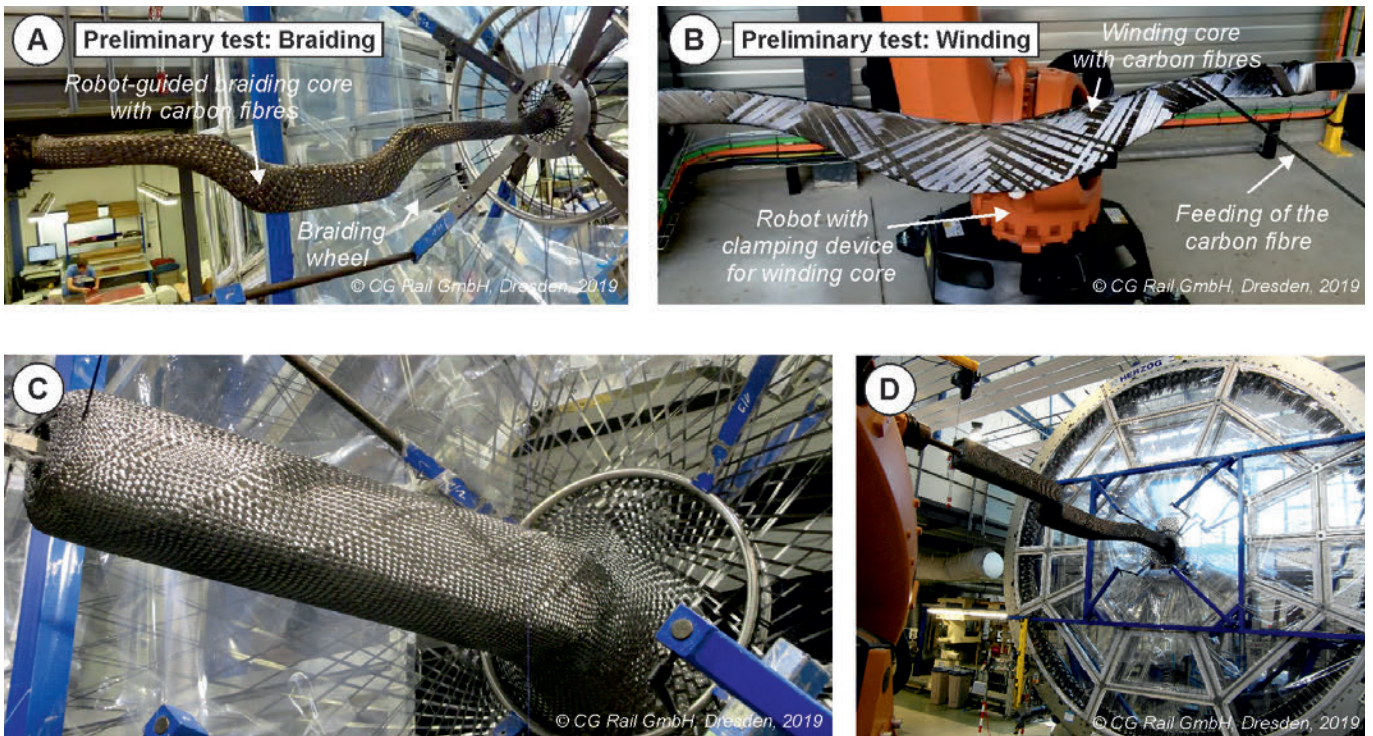 A
Preliminary test: Braiding
Robot-guided braiding core
with carbon fibres
Braiding
wheel
© CG Rail GmbH, Dresden, 2019
B
Preliminary test: Winding
Winding core
with carbon fibres
Robot with
clamping device
for winding core
Feeding of the
carbon fibre
© CG Rail GmbH, Dresden, 2019
C
© CG Rail GmbH, Dresden, 2019
D
HERZOG
© CG Rail GmbH, Dresden, 2019